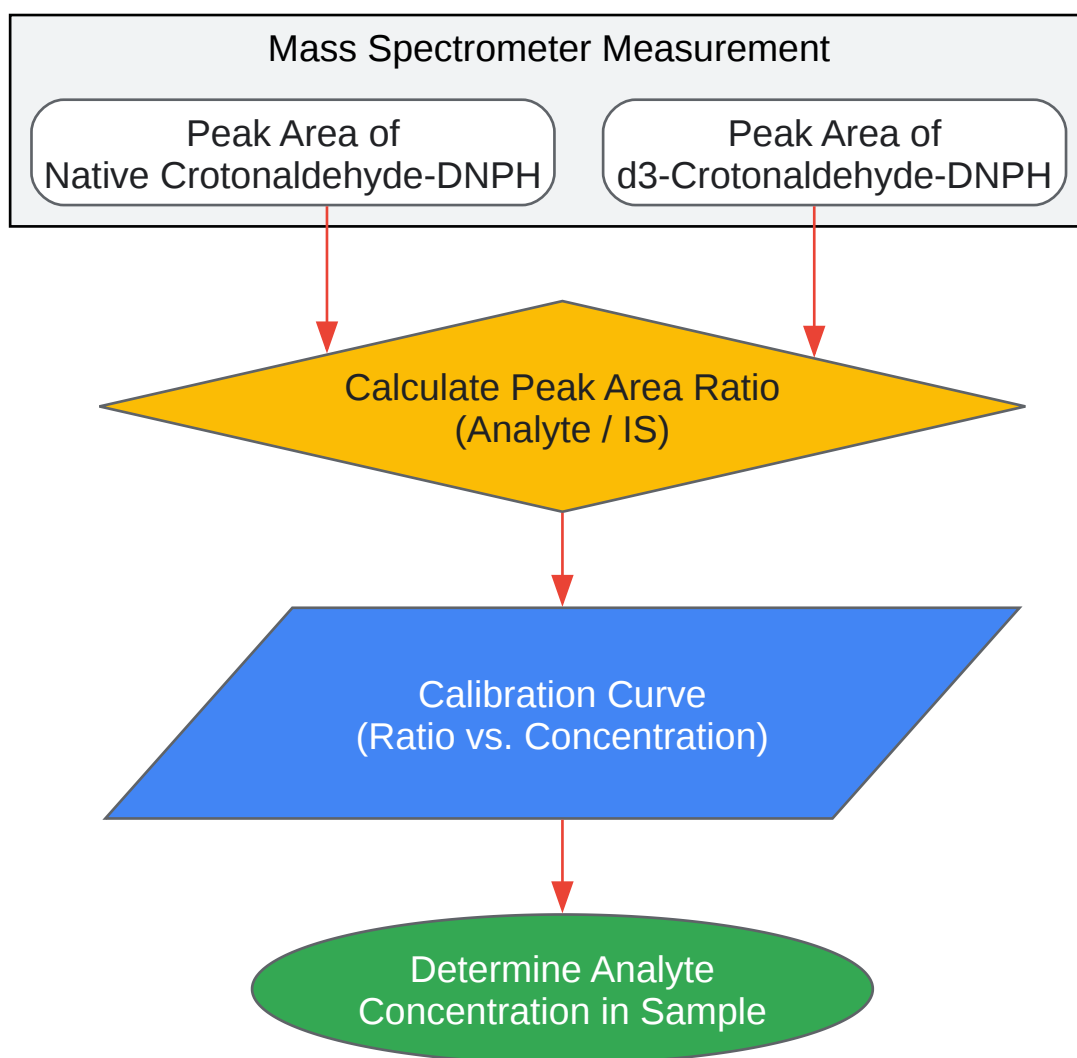 Mass Spectrometer Measurement
Peak Area of
Native Crotonaldehyde-DNPH
Peak Area of
d3-Crotonaldehyde-DNPH
Calculate Peak Area Ratio
(Analyte / IS)
Calibration Curve
(Ratio vs. Concentration)
Determine Analyte
Concentration in Sample